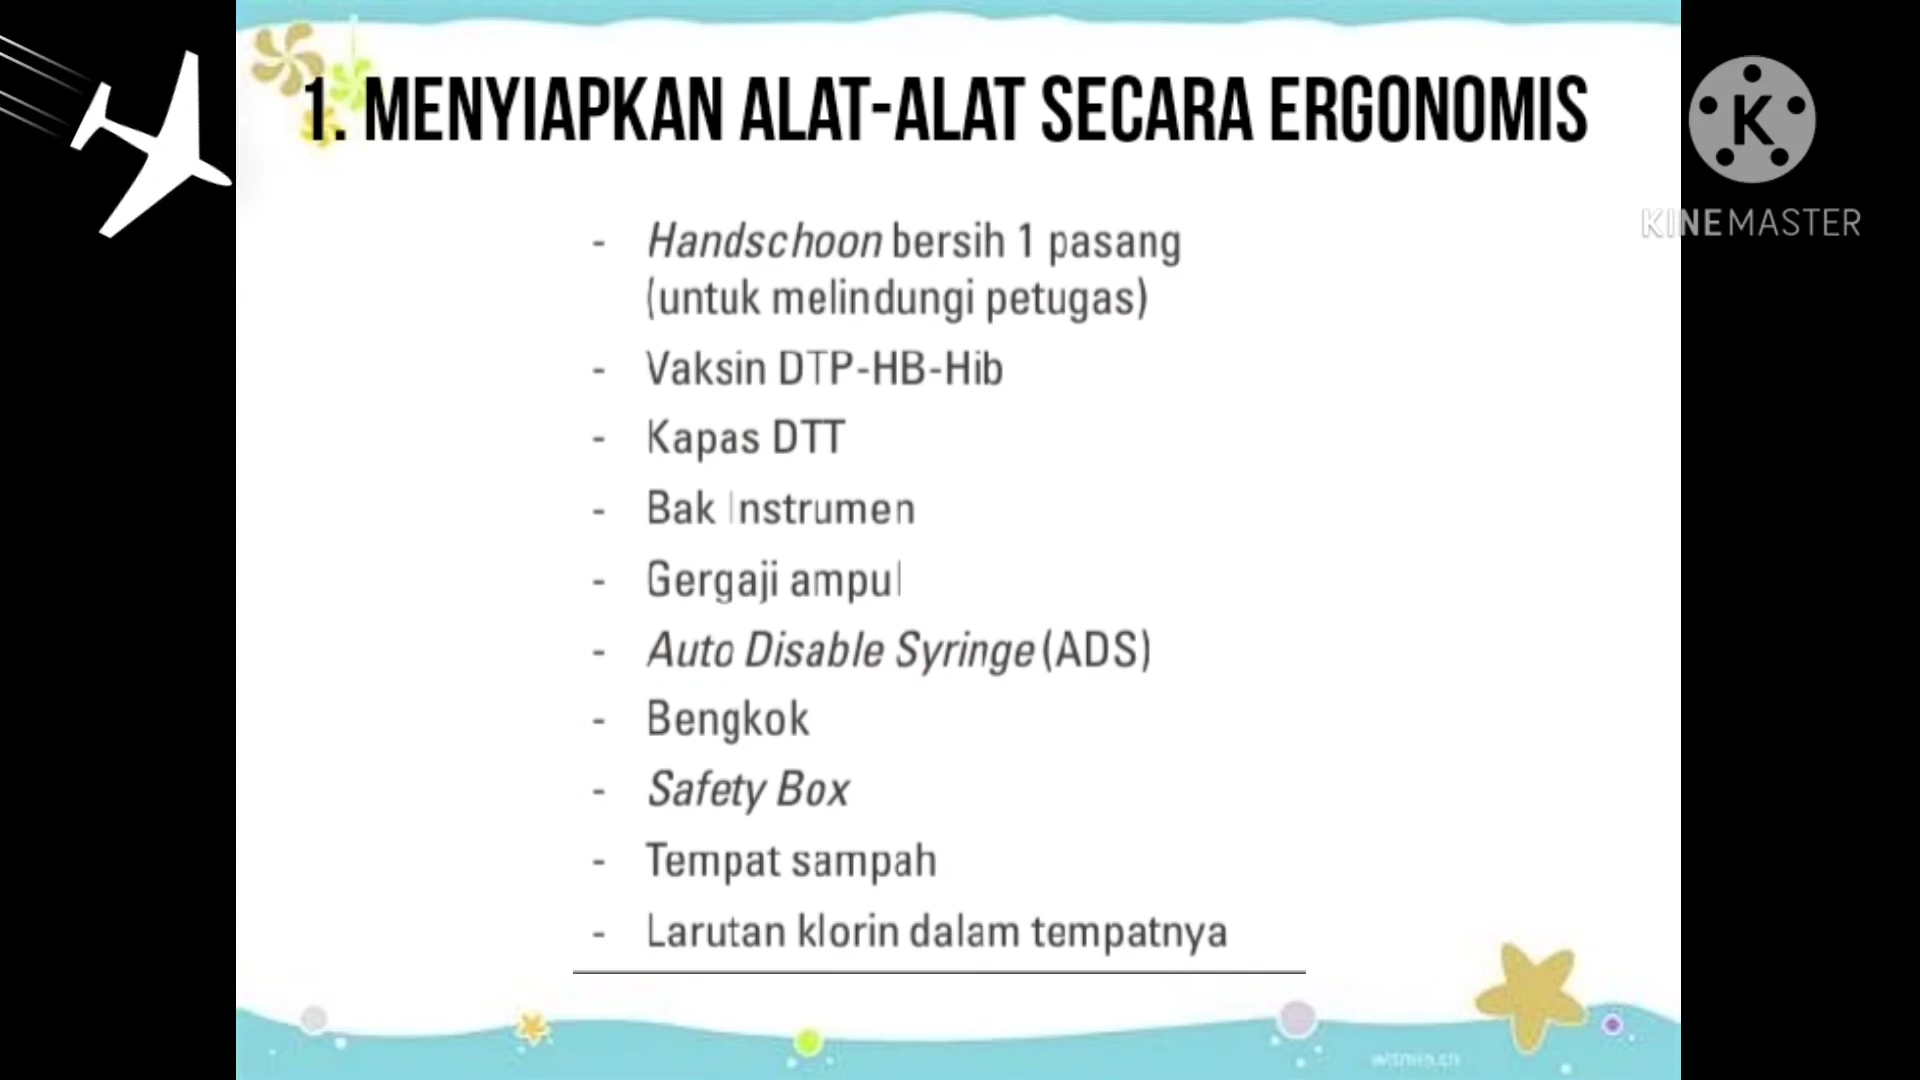 1. MENYIAPKAN ALAT-ALAT SECARA ERGONOMIS
K
KINEMASTER
- Handschoon bersih 1 pasang
(untuk melindungi petugas)
- Vaksin DTP-HB-Hib
- Kapas DTT
- Bak Instrumen
- Gergaji ampul
- Auto Disable Syringe (ADS)
- Bengkok
- Safety Box
- Tempat sampah
- Larutan klorin dalam tempatnya